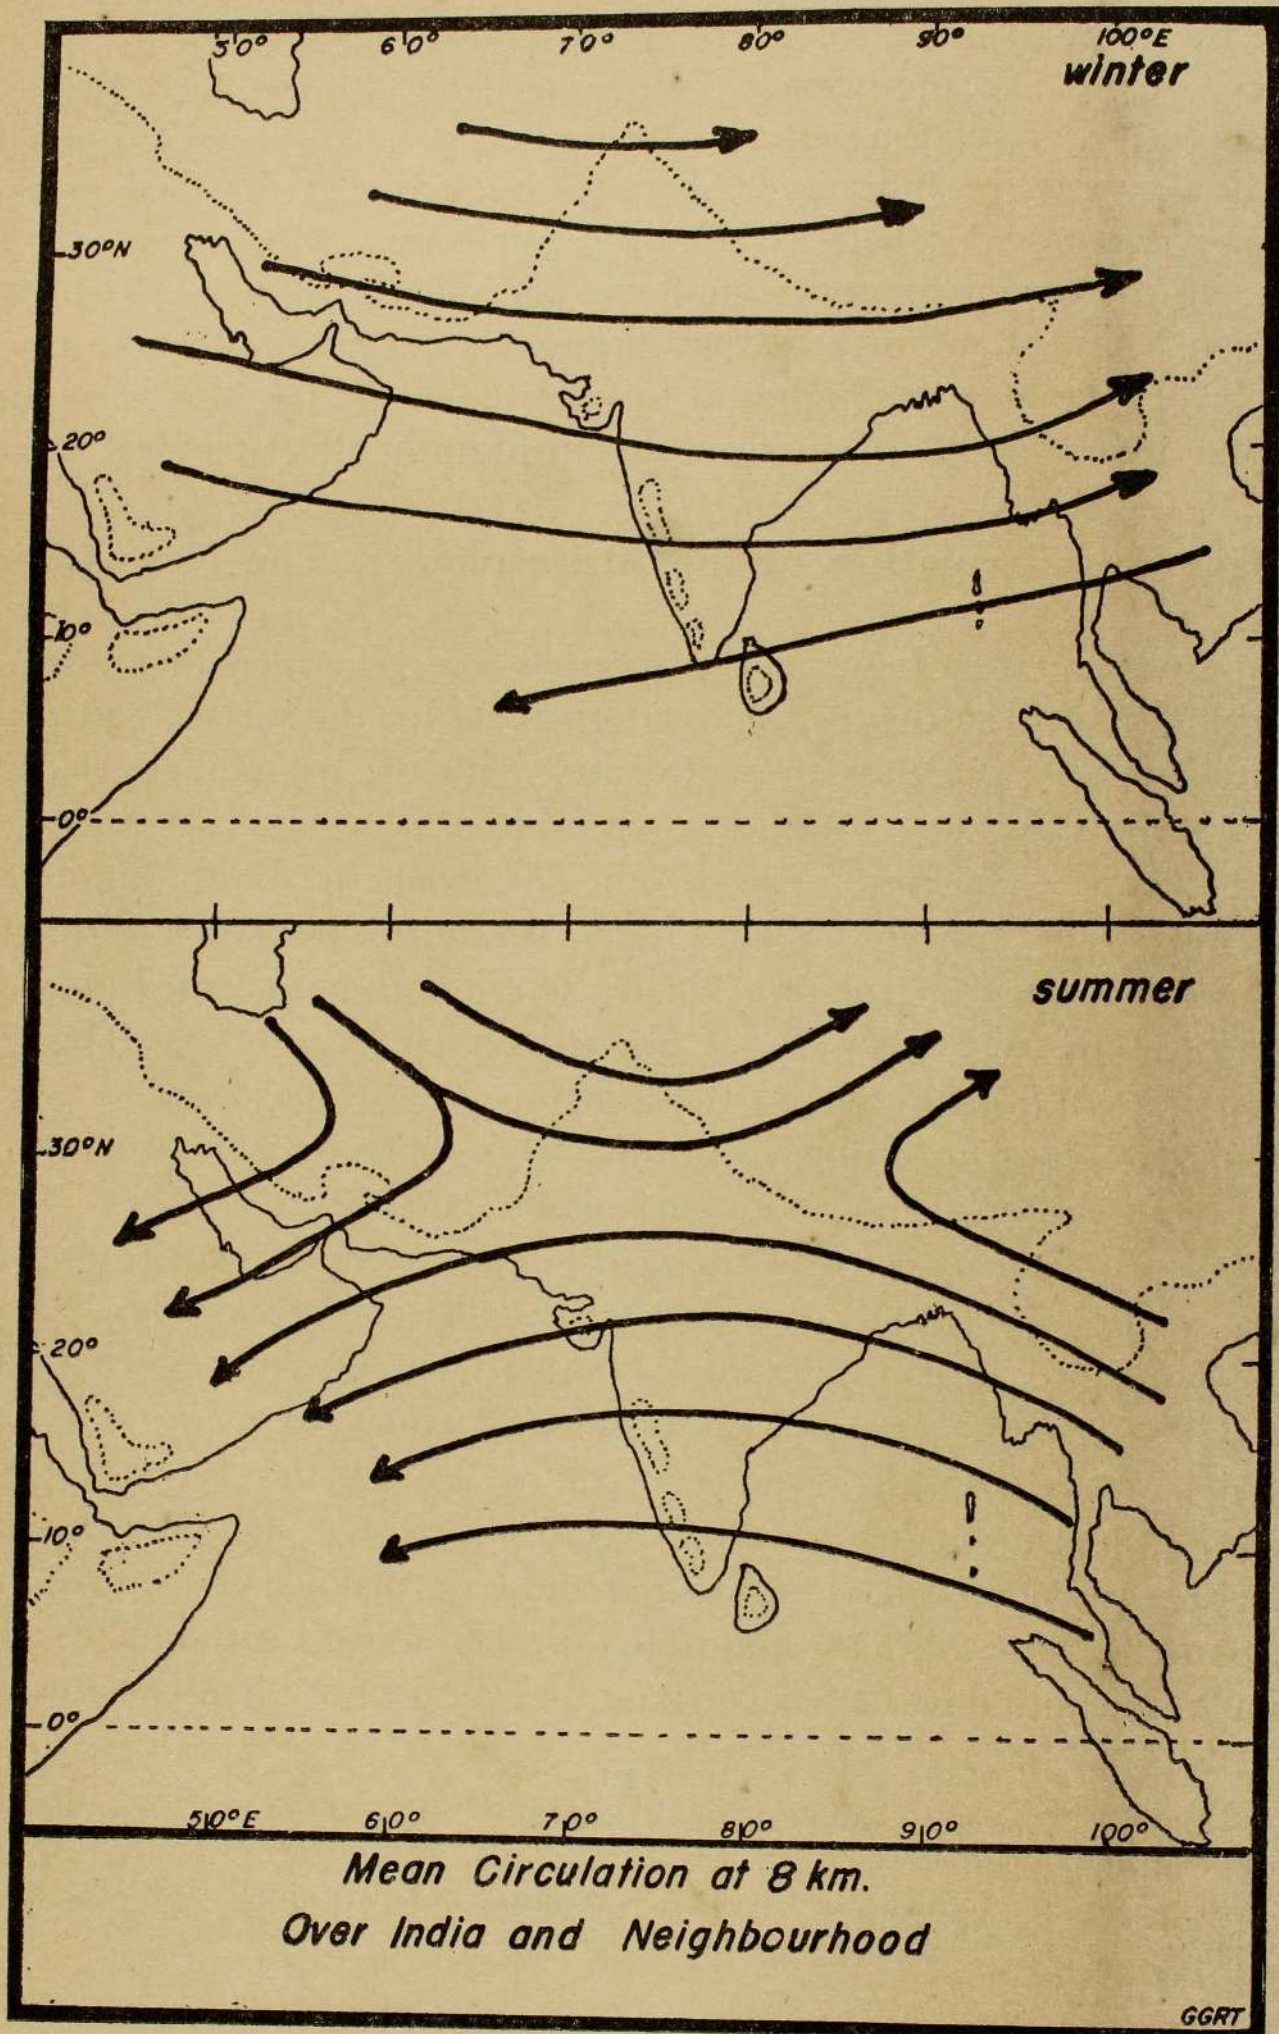 50° 60° 70° 80° 90° 100°E
winter
30°N
20°
10°
0°
summer
30°N
20°
10°
0°
50°E 60° 70° 80° 90° 100°
Mean Circulation at 8 km.
Over India and Neighbourhood
GGRT